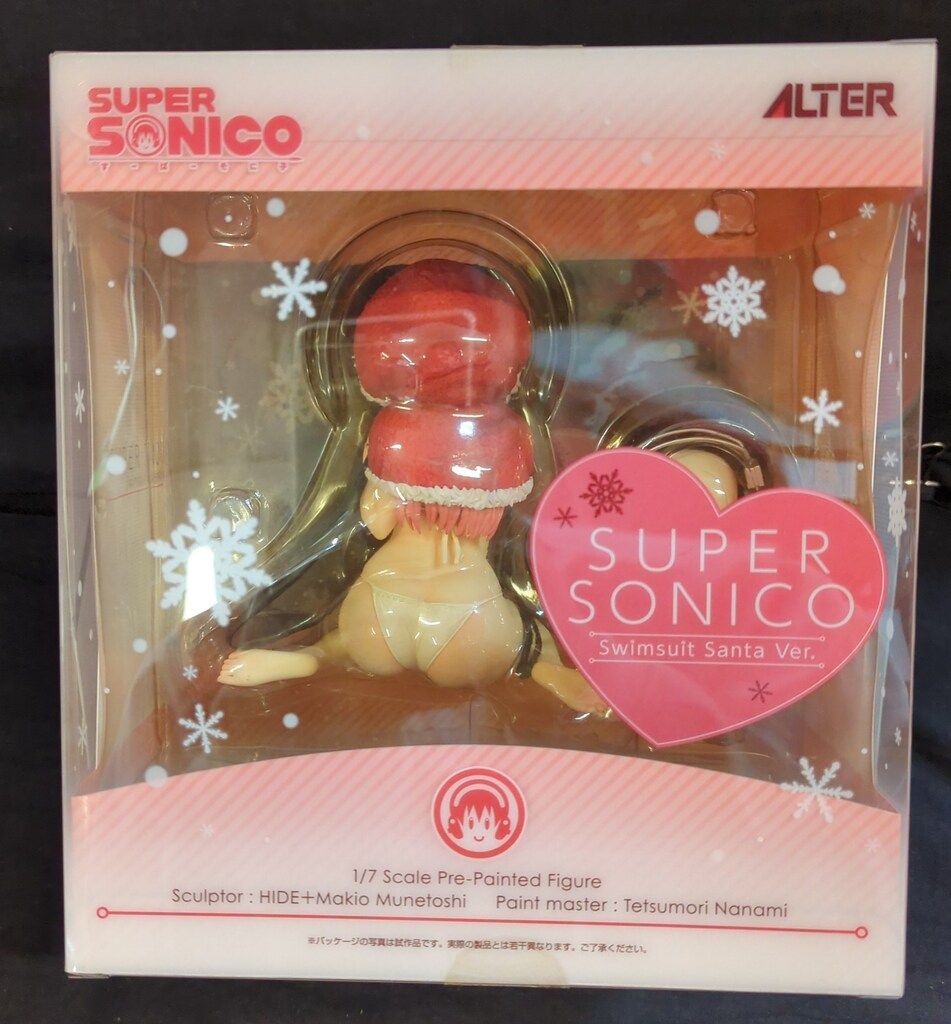 SUPER
SONICO
すーぱーそに子
ALTER
SUPER
SONICO
Swimsuit Santa Ver.
1/7 Scale Pre-Painted Figure
Sculptor : HIDE+Makio Munetoshi Paint master : Tetsumori Nanami
※パッケージの写真は試作品です。実際の製品とは若干異なります。ご了承ください。